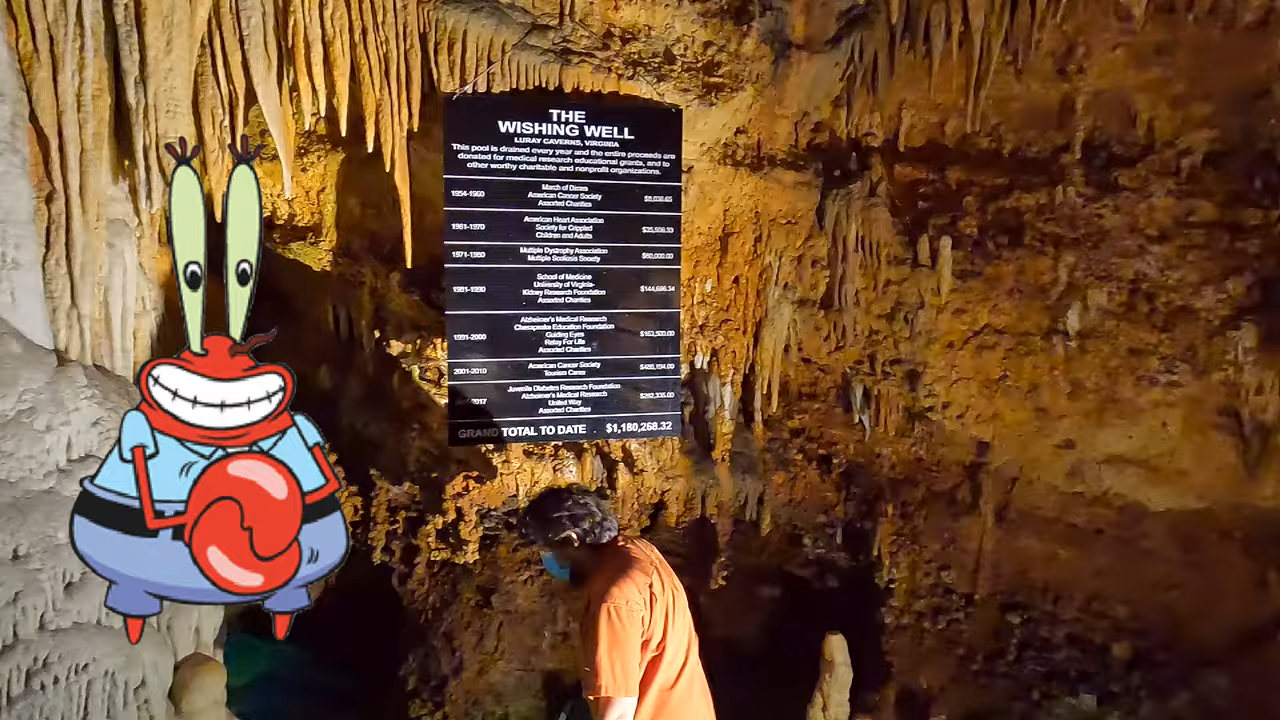 THE
WISHING WELL
LURAY CAVERNS, VIRGINIA
This pool is drained every year and the entire proceeds are
donated for medical research educational grants, and to
other worthy charitable and nonprofit organizations.
1954-1960
March of Dimes
American Cancer Society
Assorted Charities
1961-1970
American Heart Association
Society for Crippled
Children and Adults
1971-1980
Multiple Dystrophy Association
Multiple Scoliosis Society
$60,000.00
1981-1990
School of Medicine
University of Virginia-
Kidney Research Foundation
Assorted Charities
$144,686.34
1991-2000
Alzheimer's Medical Research
Chesapeake Education Foundation
Guiding Eyes
Relay For Life
Assorted Charities
$163,500.00
2001-2010
American Cancer Society
Tourism Cares
2017
Juvenile Diabetes Research Foundation
Alzheimer's Medical Research
United Way
Assorted Charities
GRAND TOTAL TO DATE $1,180,268.32